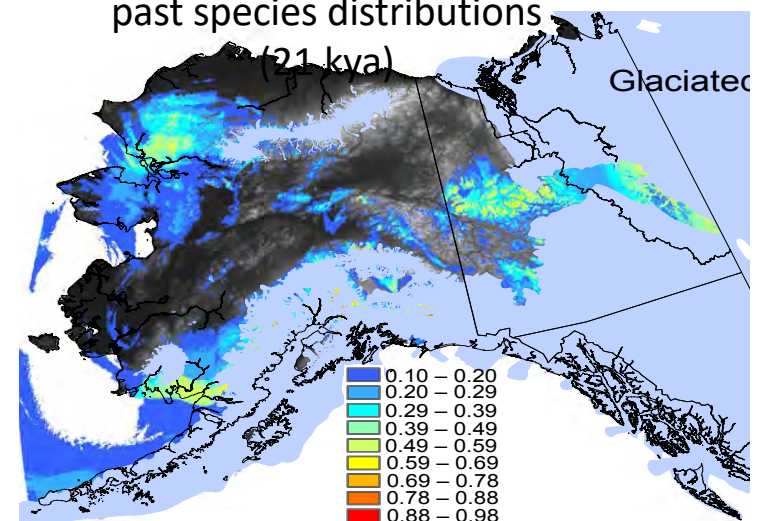 past species distributions
(21 kya)
Glaciated
0.10 – 0.20
0.20 – 0.29
0.29 – 0.39
0.39 – 0.49
0.49 – 0.59
0.59 – 0.69
0.69 – 0.78
0.78 – 0.88
0.88 – 0.98